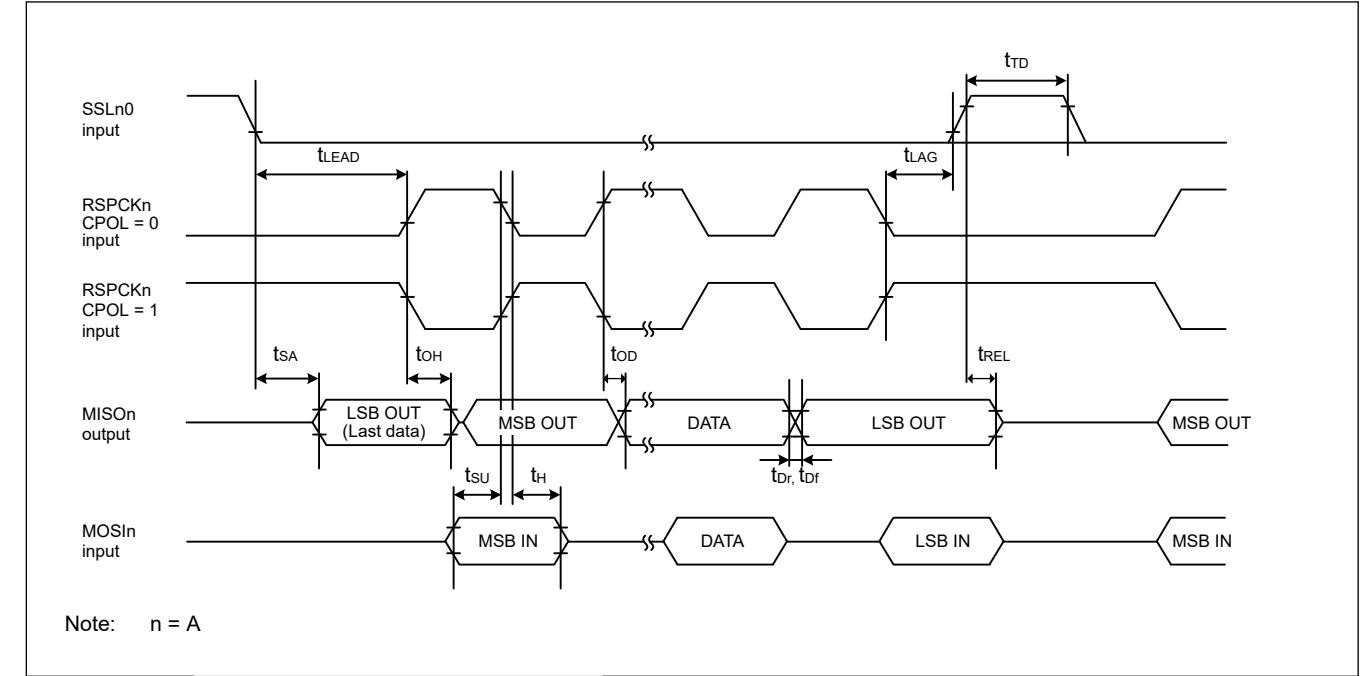 tTD
SSLn0
input
tLEAD
tLAG
RSPCKn
CPOL = 0
input
RSPCKn
CPOL = 1
input
tSA
tOH
tOD
tREL
MISOn
output
LSB OUT
(Last data)
MSB OUT
DATA
LSB OUT
MSB OUT
tSU
tH
tDr, tDf
MOSIn
input
MSB IN
DATA
LSB IN
MSB IN
Note: n = A